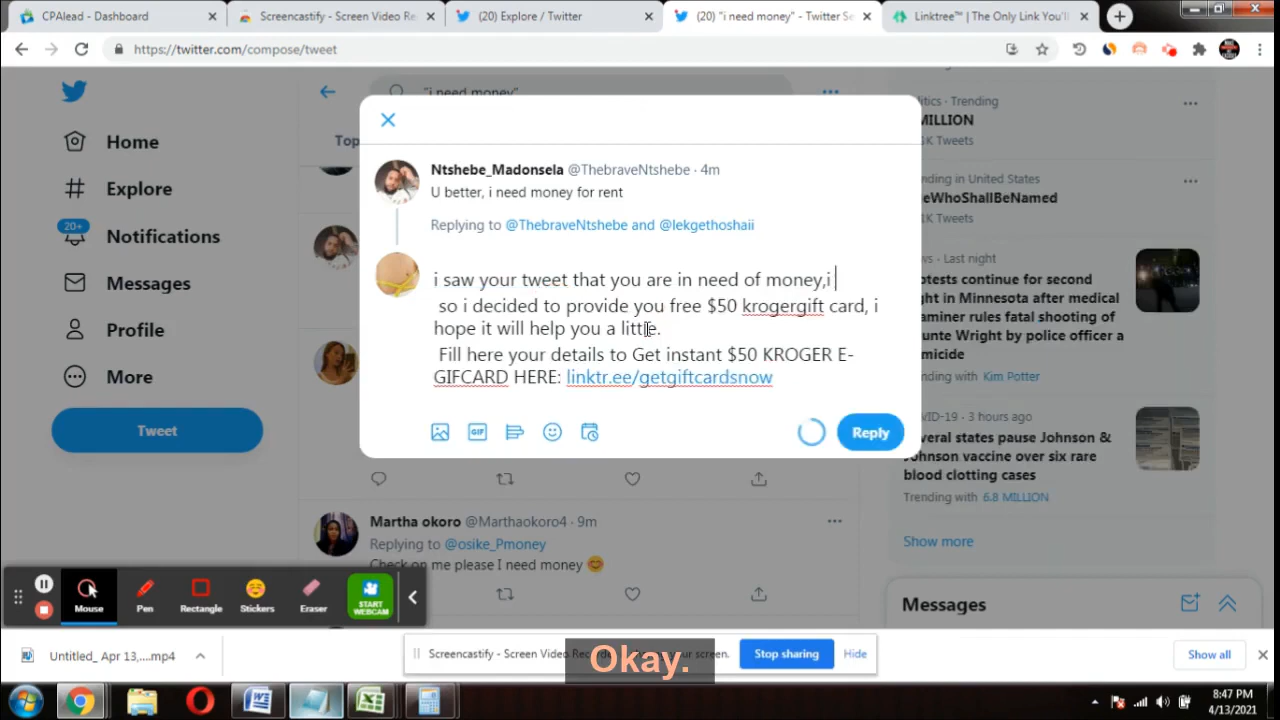 CPAlead - Dashboard
Screencastify - Screen Video Re
(20) Explore / Twitter
(20) "i need money" - Twitter Se
Linktree™ | The Only Link You'll
https://twitter.com/compose/tweet
"i need money"
Home
Explore
20+
Notifications
Messages
Profile
More
Tweet
Top
Ntshebe_Madonsela @ThebraveNtshebe · 4m
U better, i need money for rent
Replying to @ThebraveNtshebe and @lekgethoshaii
i saw your tweet that you are in need of money,i
so i decided to provide you free $50 krogergift card, i
hope it will help you a little.
Fill here your details to Get instant $50 KROGER E-
GIFCARD HERE: linktr.ee/getgiftcardsnow
GIF
Reply
litics · Trending
MILLION
1K Tweets
nding in United States
eWhoShallBeNamed
K Tweets
ws · Last night
otests continue for second
ght in Minnesota after medical
aminer rules fatal shooting of
unte Wright by police officer a
micide
nding with Kim Potter
VID-19 · 3 hours ago
everal states pause Johnson &
Johnson vaccine over six rare
blood clotting cases
Trending with 6.8 MILLION
Show more
Messages
Martha okoro @Marthaokoro4 · 9m
Replying to @osike_Pmoney
Check on me please I need money 😊
Mouse
Pen
Rectangle
Stickers
Eraser
START
WEBCAM
Untitled_ Apr 13,....mp4
Screencastify - Screen Video Rec
your screen.
Stop sharing
Hide
Show all
Okay.
8:47 PM
4/13/2021